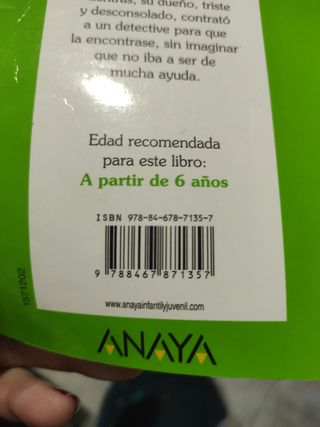 su dueño, triste
y desconsolado, contrató
a un detective para que
la encontrase, sin imaginar
que no iba a ser de
mucha ayuda.
Edad recomendada
para este libro:
A partir de 6 años
ISBN 978-84-678-7135-7
9 788467 871357
www.anayainfantilyjuvenil.com
1571202
ANAYA